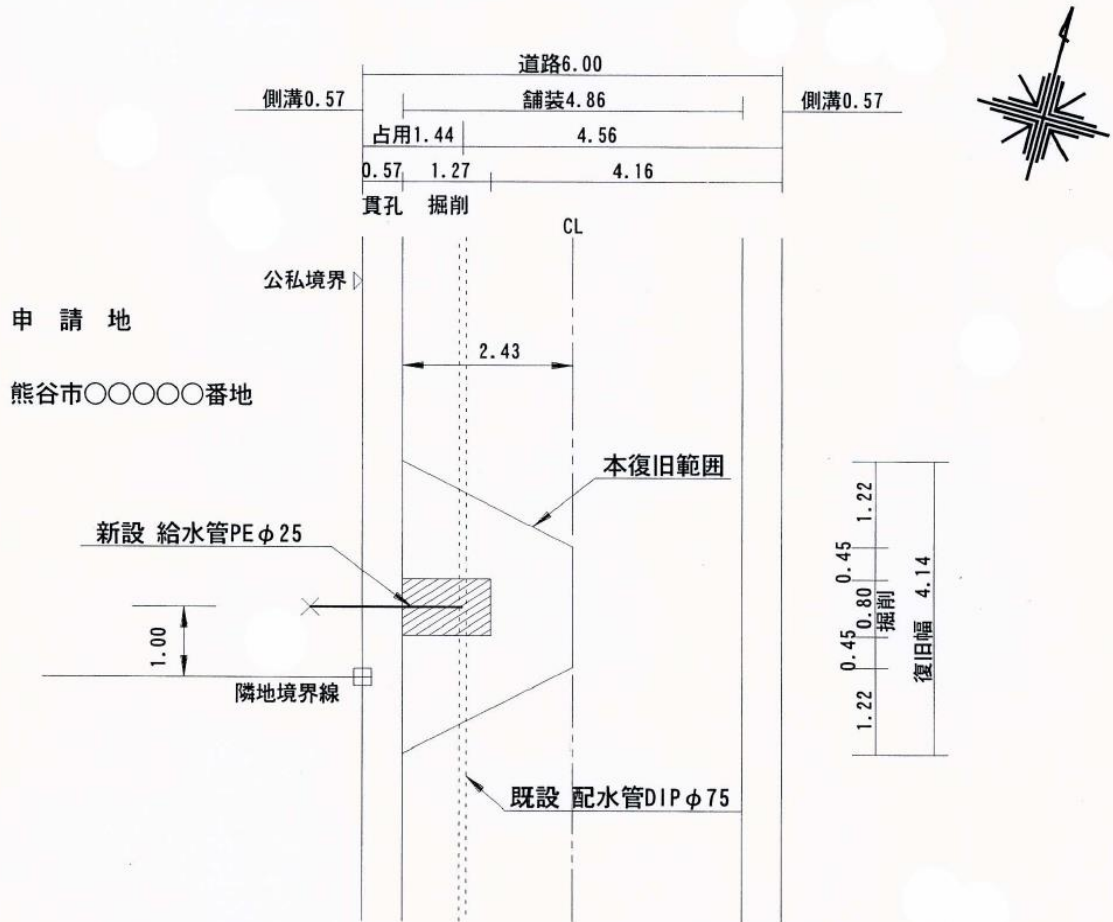 道路6.00
側溝0.57
舗装4.86
側溝0.57
占用1.44
4.56
0.57
1.27
4.16
貫孔
掘削
CL
公私境界
申 請 地
2.43
熊谷市○○○○○番地
本復旧範囲
新設 給水管PEφ25
1.22
0.45
0.80
掘削
0.45
1.22
復旧幅 4.14
1.00
隣地境界線
既設 配水管DIPφ75